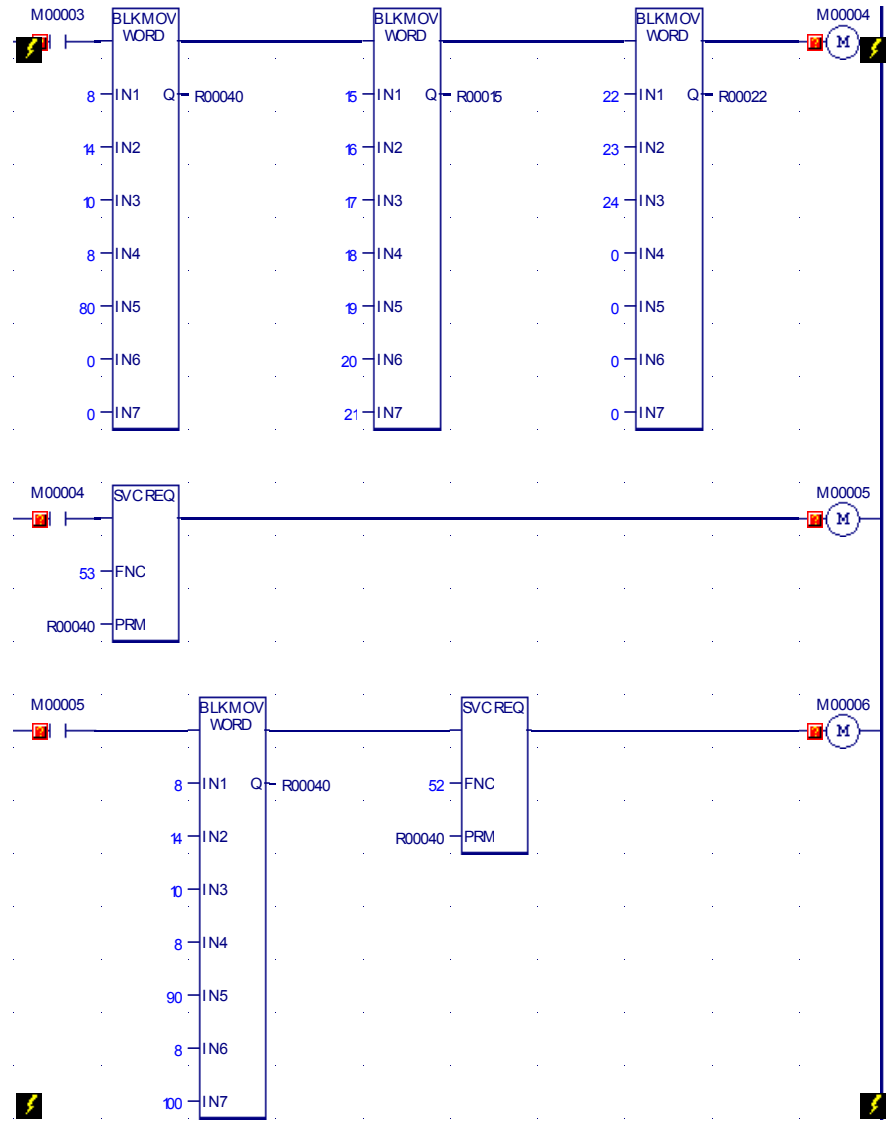 M00003 BLKMOV BLKMOV BLKMOV M00004
WORD WORD WORD M
8 IN1 Q R00040 15 IN1 Q R00015 22 IN1 Q R00022
14 IN2 16 IN2 23 IN2
10 IN3 17 IN3 24 IN3
8 IN4 18 IN4 0 IN4
80 IN5 19 IN5 0 IN5
0 IN6 20 IN6 0 IN6
0 IN7 21 IN7 0 IN7
M00004 SVCREQ M00005
M
53 FNC
R00040 PRM
M00005 BLKMOV SVCREQ M00006
WORD M
8 IN1 Q R00040 52 FNC
14 IN2 R00040 PRM
10 IN3
8 IN4
90 IN5
8 IN6
100 IN7